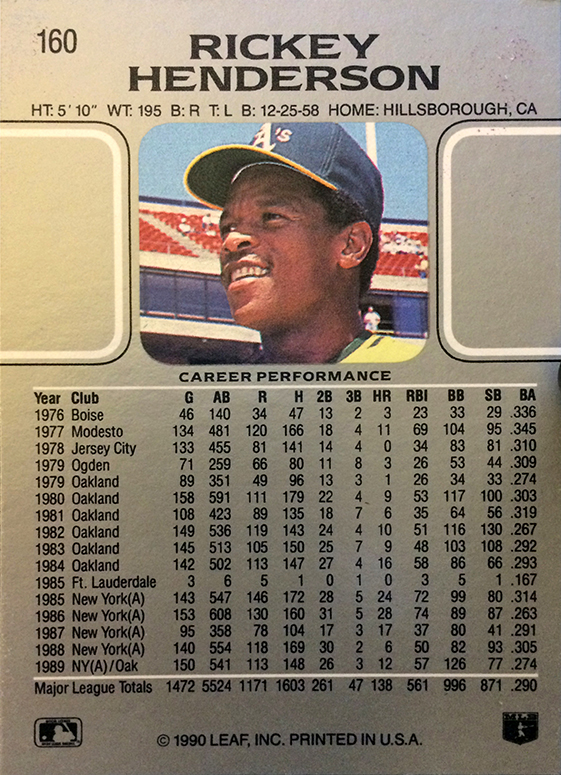 160
RICKEY
HENDERSON
HT: 5' 10" WT: 195 B: R T: L B: 12-25-58 HOME: HILLSBOROUGH, CA
A's
CAREER PERFORMANCE
Year Club G AB R H 2B 3B HR RBI BB SB BA
1976 Boise 46 140 34 47 13 2 3 23 33 29 .336
1977 Modesto 134 481 120 166 18 4 11 69 104 95 .345
1978 Jersey City 133 455 81 141 14 4 0 34 83 81 .310
1979 Ogden 71 259 66 80 11 8 3 26 53 44 .309
1979 Oakland 89 351 49 96 13 3 1 26 34 33 .274
1980 Oakland 158 591 111 179 22 4 9 53 117 100 .303
1981 Oakland 108 423 89 135 18 7 6 35 64 56 .319
1982 Oakland 149 536 119 143 24 4 10 51 116 130 .267
1983 Oakland 145 513 105 150 25 7 9 48 103 108 .292
1984 Oakland 142 502 113 147 27 4 16 58 86 66 .293
1985 Ft. Lauderdale 3 6 5 1 0 1 0 3 5 1 .167
1985 New York(A) 143 547 146 172 28 5 24 72 99 80 .314
1986 New York(A) 153 608 130 160 31 5 28 74 89 87 .263
1987 New York(A) 95 358 78 104 17 3 17 37 80 41 .291
1988 New York(A) 140 554 118 169 30 2 6 50 82 93 .305
1989 NY(A)/Oak 150 541 113 148 26 3 12 57 126 77 .274
Major League Totals 1472 5524 1171 1603 261 47 138 561 996 871 .290
© 1990 LEAF, INC. PRINTED IN U.S.A.